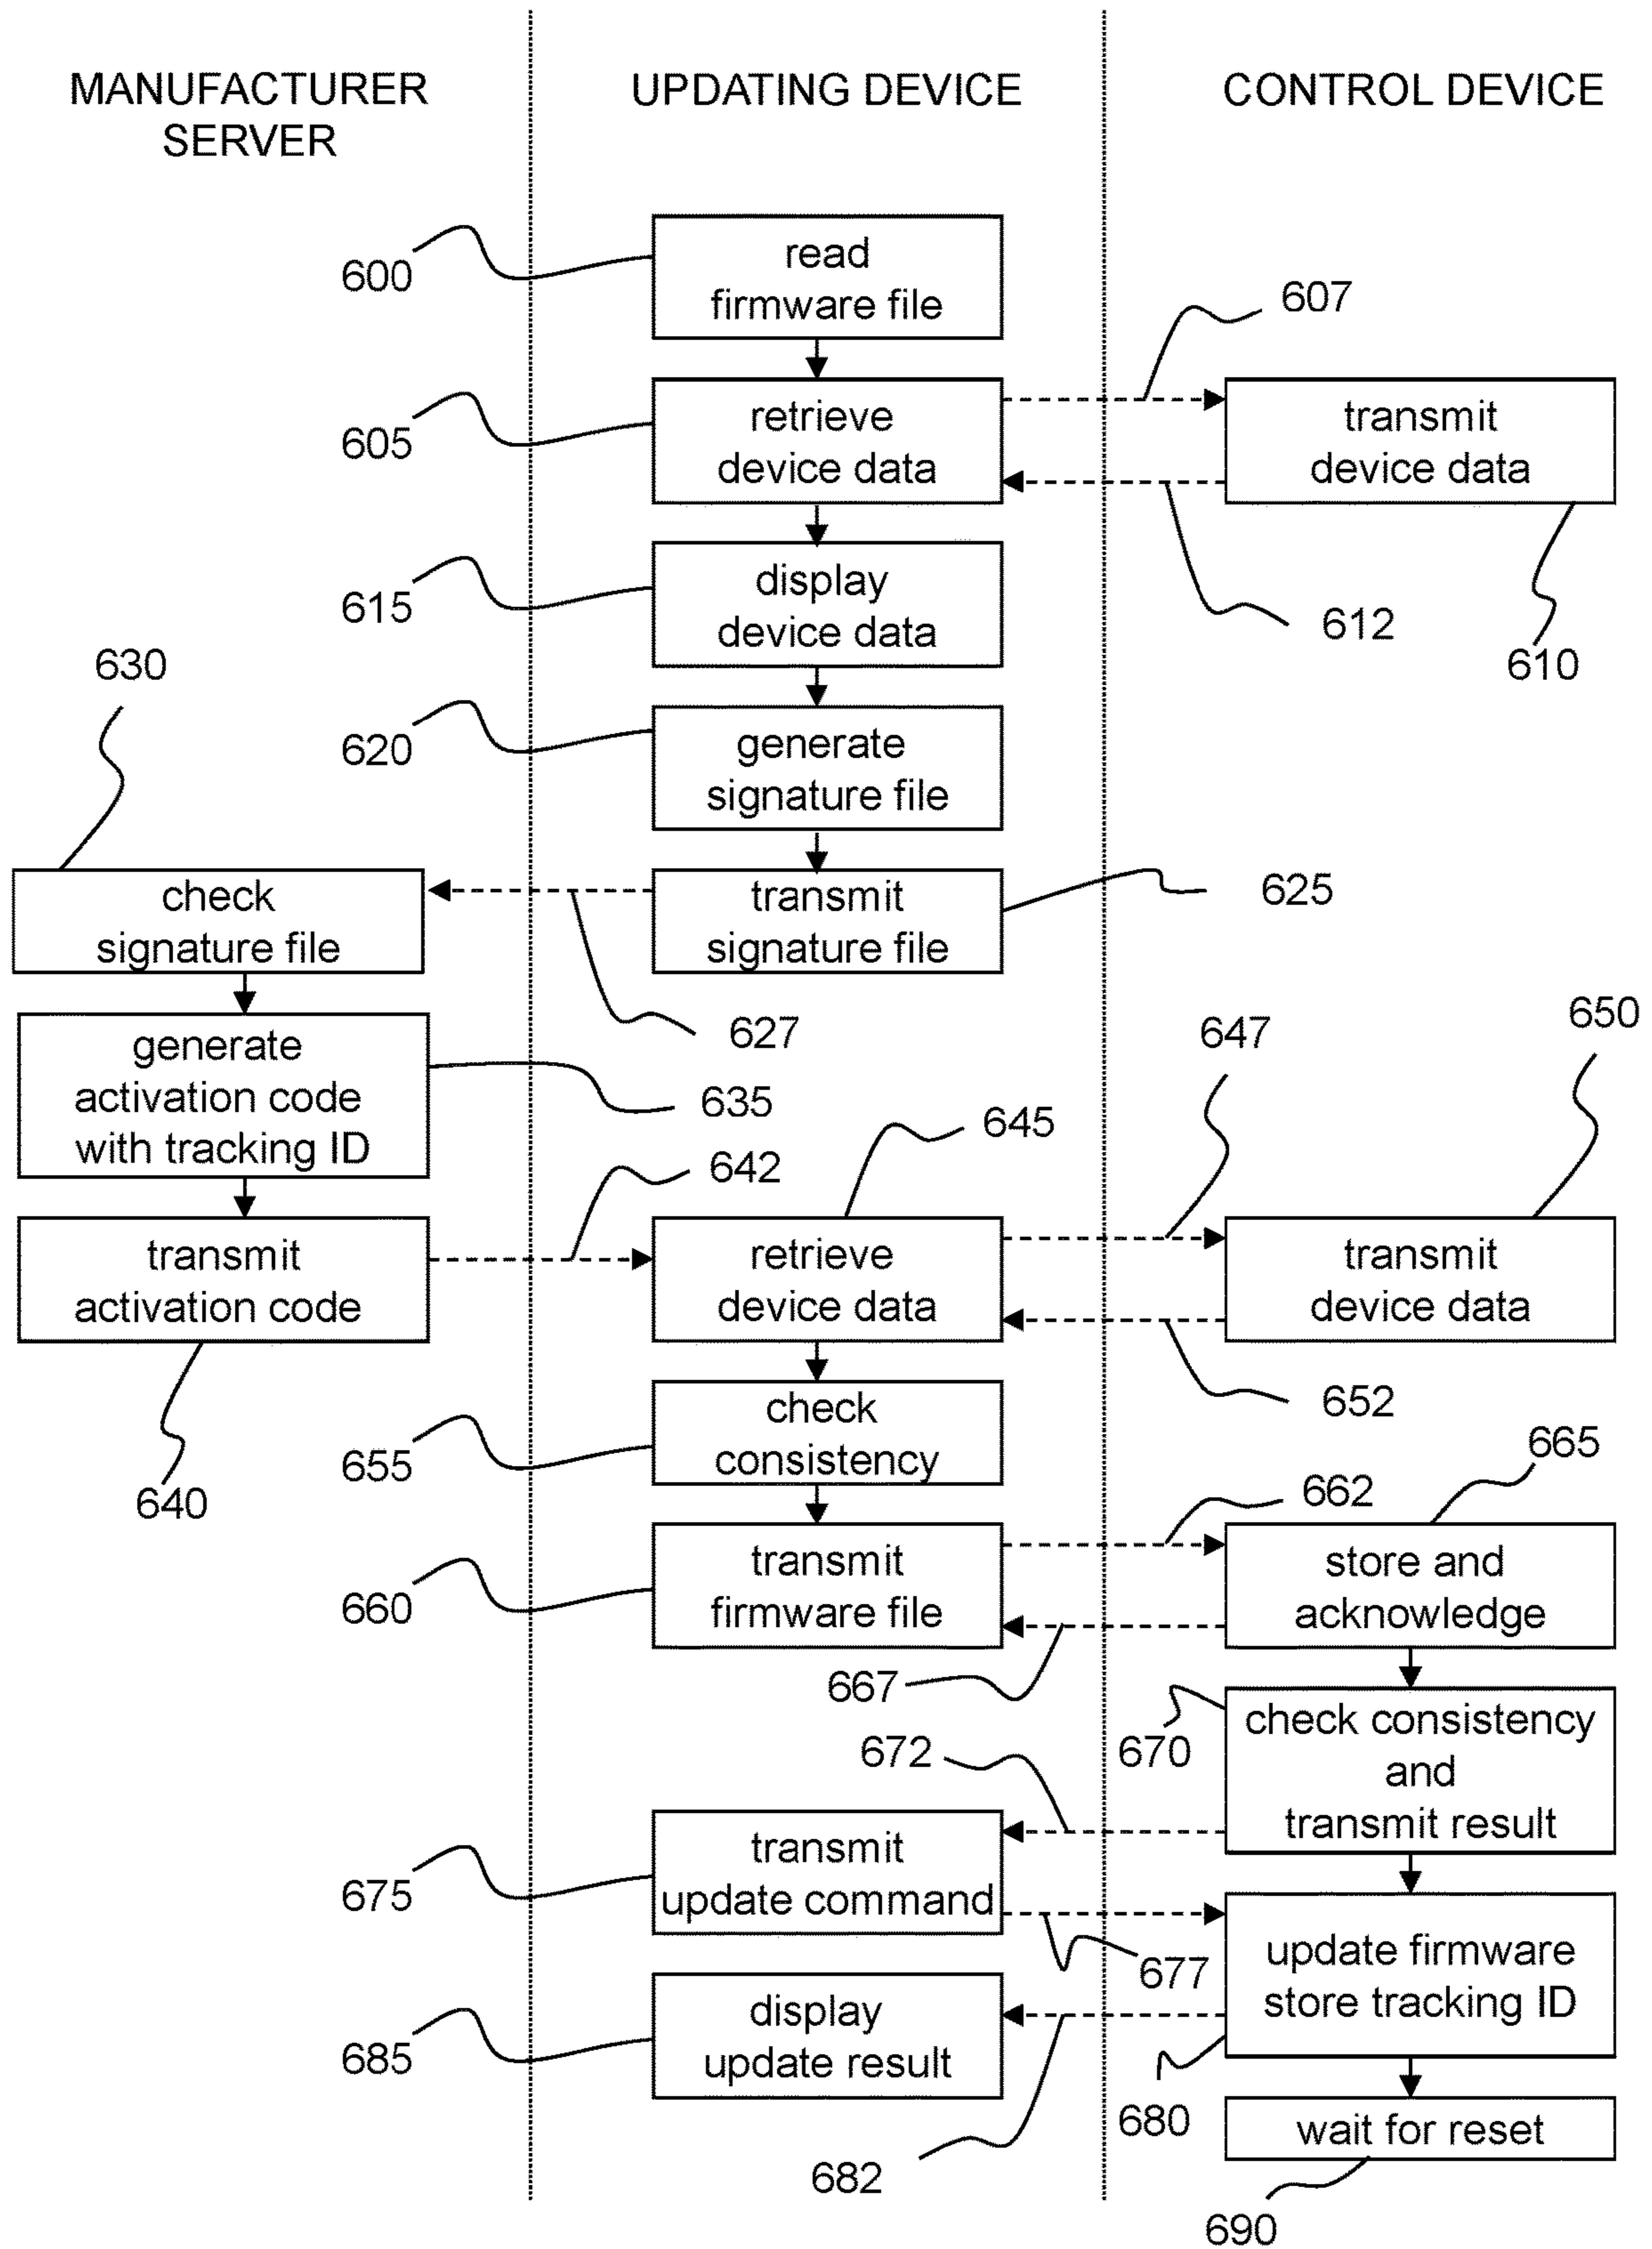 MANUFACTURER
SERVER
UPDATING DEVICE
CONTROL DEVICE
600
read
firmware file
607
605
retrieve
device data
transmit
device data
612
610
615
display
device data
630
620
generate
signature file
check
signature file
transmit
signature file
625
627
generate
activation code
with tracking ID
635
645
647
650
642
transmit
activation code
640
retrieve
device data
transmit
device data
652
655
check
consistency
665
662
660
transmit
firmware file
store and
acknowledge
667
670
check consistency
and
transmit result
672
675
transmit
update command
677
update firmware
store tracking ID
685
display
update result
682
680
wait for reset
690